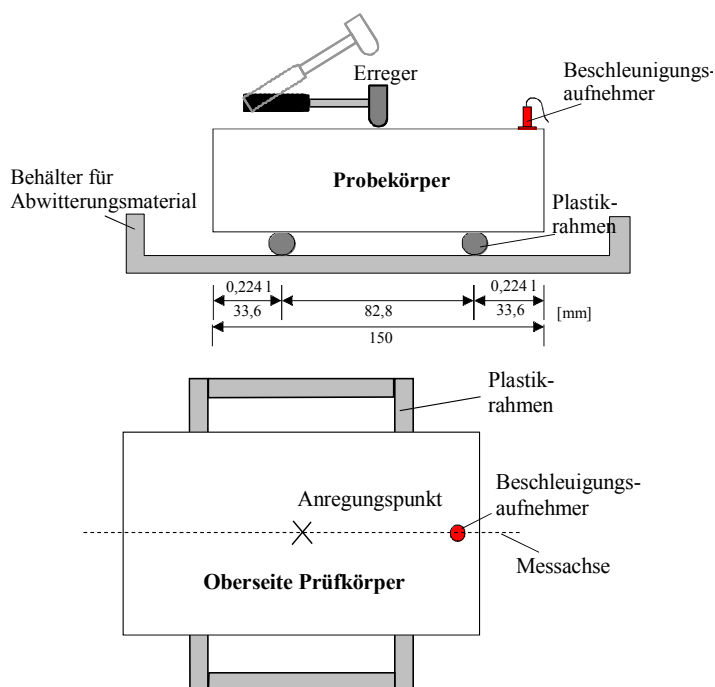 Erreger
Beschleunigungs-
aufnehmer
Behälter für
Abwitterungsmaterial
Probekörper
Plastik-
rahmen
0,224 l
0,224 l
33,6
82,8
33,6
[mm]
150
Plastik-
rahmen
Anregungspunkt
Beschleuigungs-
aufnehmer
Messachse
Oberseite Prüfkörper